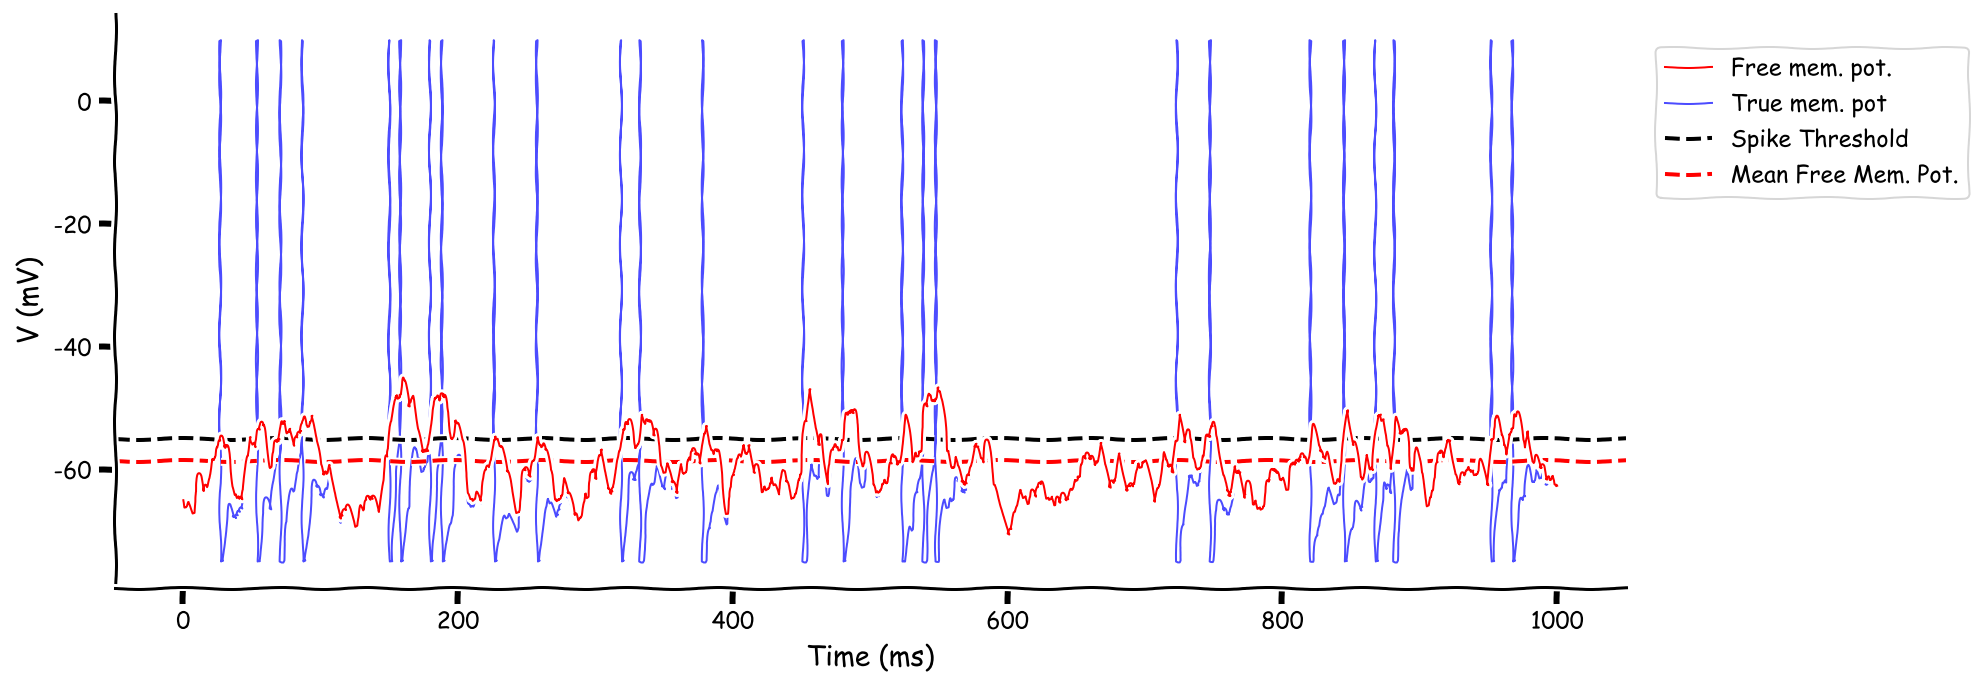 0
-20
-40
-60
V (mV)
0
200
400
600
800
1000
Time (ms)
Free mem. pot.
True mem. pot
Spike Threshold
Mean Free Mem. Pot.